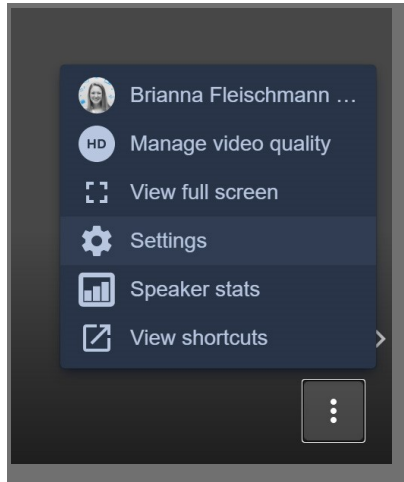 Brianna Fleischmann ...
HD
Manage video quality
View full screen
Settings
Speaker stats
View shortcuts